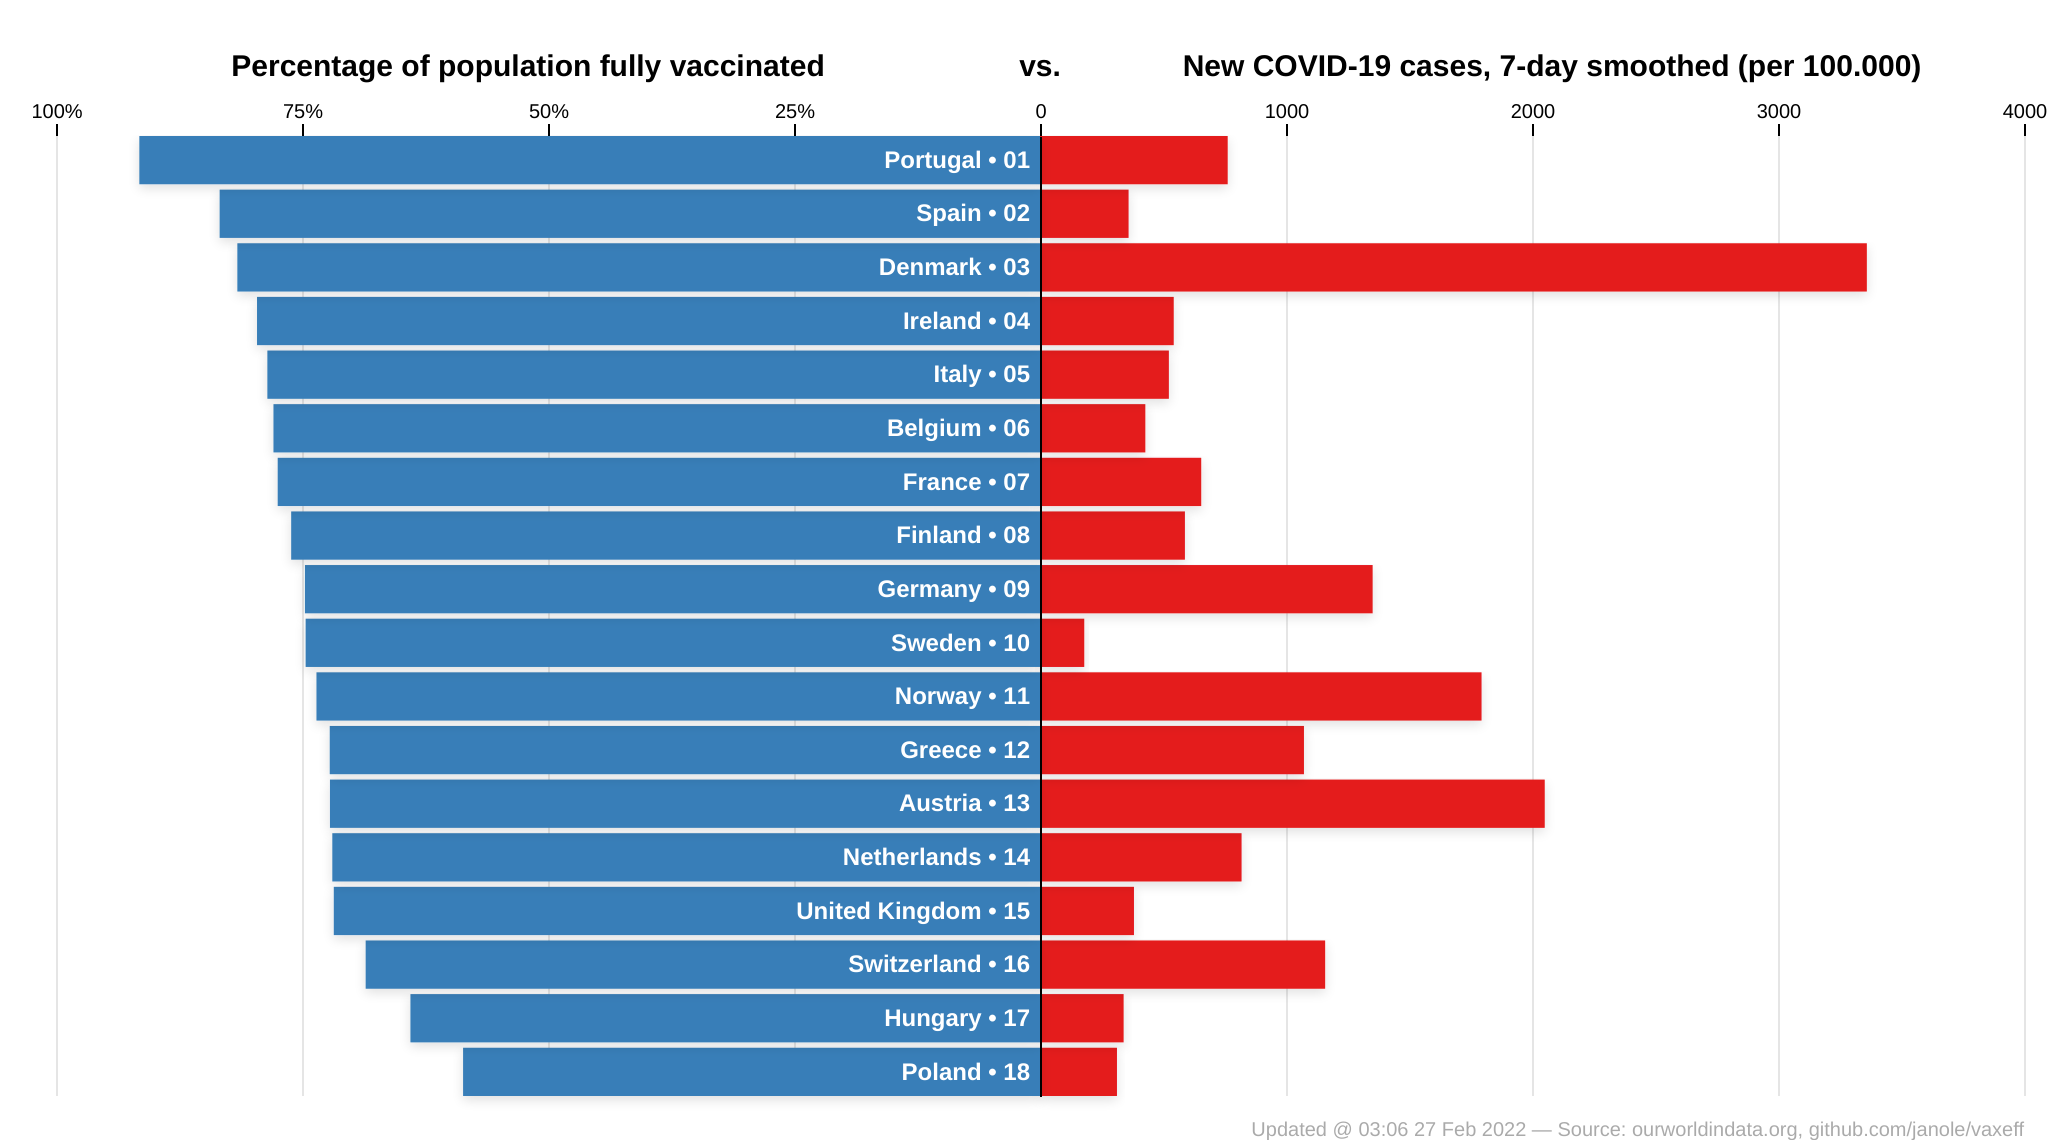 Percentage of population fully vaccinated vs. New COVID-19 cases, 7-day smoothed (per 100.000)
100% 75% 50% 25% 0 1000 2000 3000 4000
Portugal • 01
Spain • 02
Denmark • 03
Ireland • 04
Italy • 05
Belgium • 06
France • 07
Finland • 08
Germany • 09
Sweden • 10
Norway • 11
Greece • 12
Austria • 13
Netherlands • 14
United Kingdom • 15
Switzerland • 16
Hungary • 17
Poland • 18
Updated @ 03:06 27 Feb 2022 — Source: ourworldindata.org, github.com/janole/vaxeff